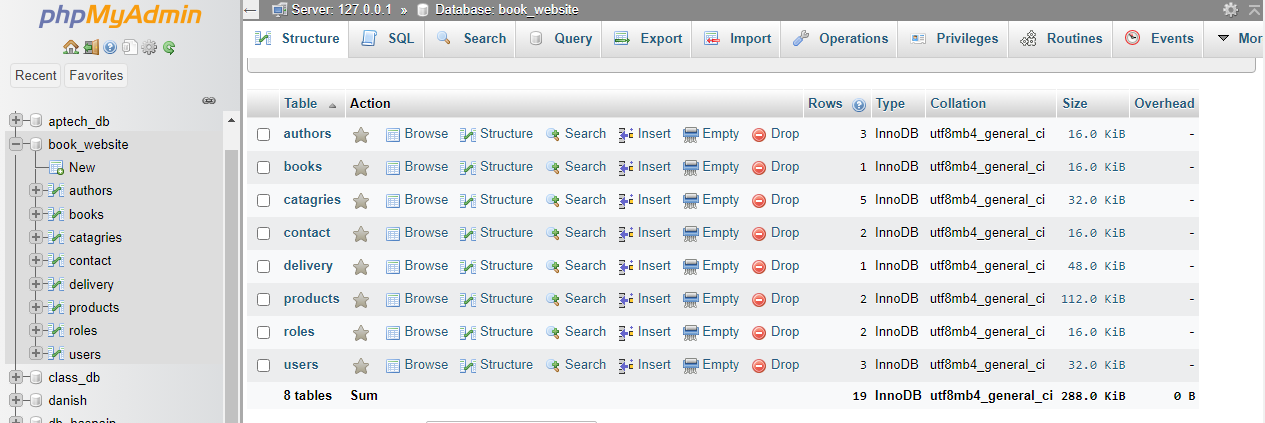 phpMyAdmin
Recent Favorites
aptech_db
book_website
New
authors
books
catagries
contact
delivery
products
roles
users
class_db
danish
Server: 127.0.0.1 » Database: book_website
Structure SQL Search Query Export Import Operations Privileges Routines Events Mor
Table Action Rows Type Collation Size Overhead
authors Browse Structure Search Insert Empty Drop 3 InnoDB utf8mb4_general_ci 16.0 KiB -
books Browse Structure Search Insert Empty Drop 1 InnoDB utf8mb4_general_ci 16.0 KiB -
catagries Browse Structure Search Insert Empty Drop 5 InnoDB utf8mb4_general_ci 32.0 KiB -
contact Browse Structure Search Insert Empty Drop 2 InnoDB utf8mb4_general_ci 16.0 KiB -
delivery Browse Structure Search Insert Empty Drop 1 InnoDB utf8mb4_general_ci 48.0 KiB -
products Browse Structure Search Insert Empty Drop 2 InnoDB utf8mb4_general_ci 112.0 KiB -
roles Browse Structure Search Insert Empty Drop 2 InnoDB utf8mb4_general_ci 16.0 KiB -
users Browse Structure Search Insert Empty Drop 3 InnoDB utf8mb4_general_ci 32.0 KiB -
8 tables Sum 19 InnoDB utf8mb4_general_ci 288.0 KiB 0 B